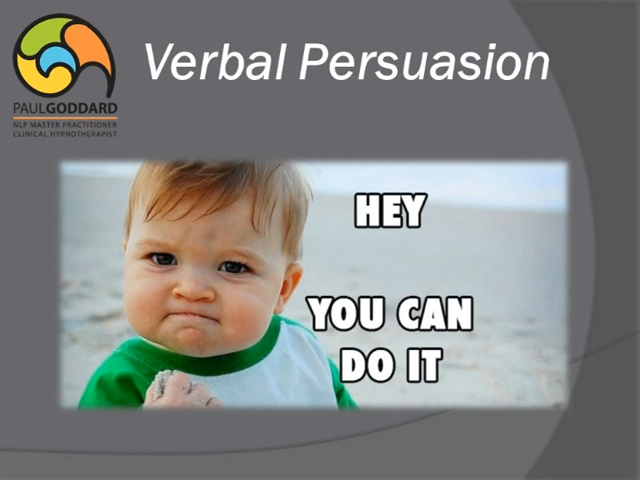 Verbal Persuasion
PAULGODDARD
NLP MASTER PRACTITIONER
CLINICAL HYPNOTHERAPIST
HEY
YOU CAN
DO IT